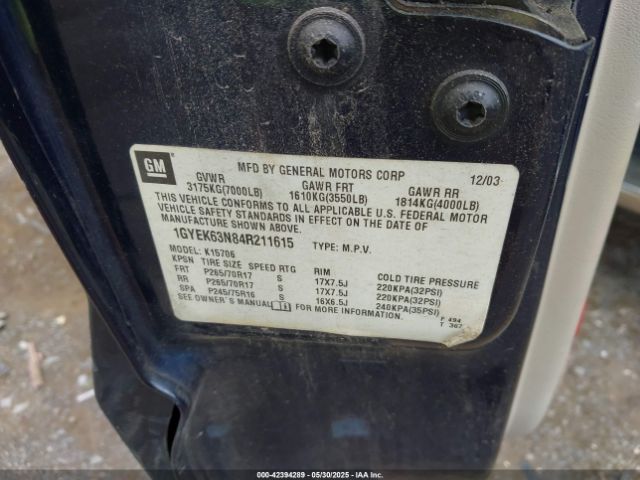 GM
MFD BY GENERAL MOTORS CORP 12/03
GVWR GAWR FRT GAWR RR
3175KG(7000LB) 1610KG(3550LB) 1814KG(4000LB)
THIS VEHICLE CONFORMS TO ALL APPLICABLE U.S. FEDERAL MOTOR
VEHICLE SAFETY STANDARDS IN EFFECT ON THE DATE OF
MANUFACTURE SHOWN ABOVE.
1GYEK63N84R211615 TYPE: M.P.V.
MODEL: K15706
KPSN TIRE SIZE SPEED RTG RIM COLD TIRE PRESSURE
FRT P265/70R17 S 17X7.5J 220KPA(32PSI)
RR P265/70R17 S 17X7.5J 220KPA(32PSI)
SPA P245/75R16 S 16X6.5J 240KPA(35PSI)
SEE OWNER'S MANUAL FOR MORE INFORMATION.
F 494
T 367
000-42394289 - 05/30/2025 - IAAI.COM